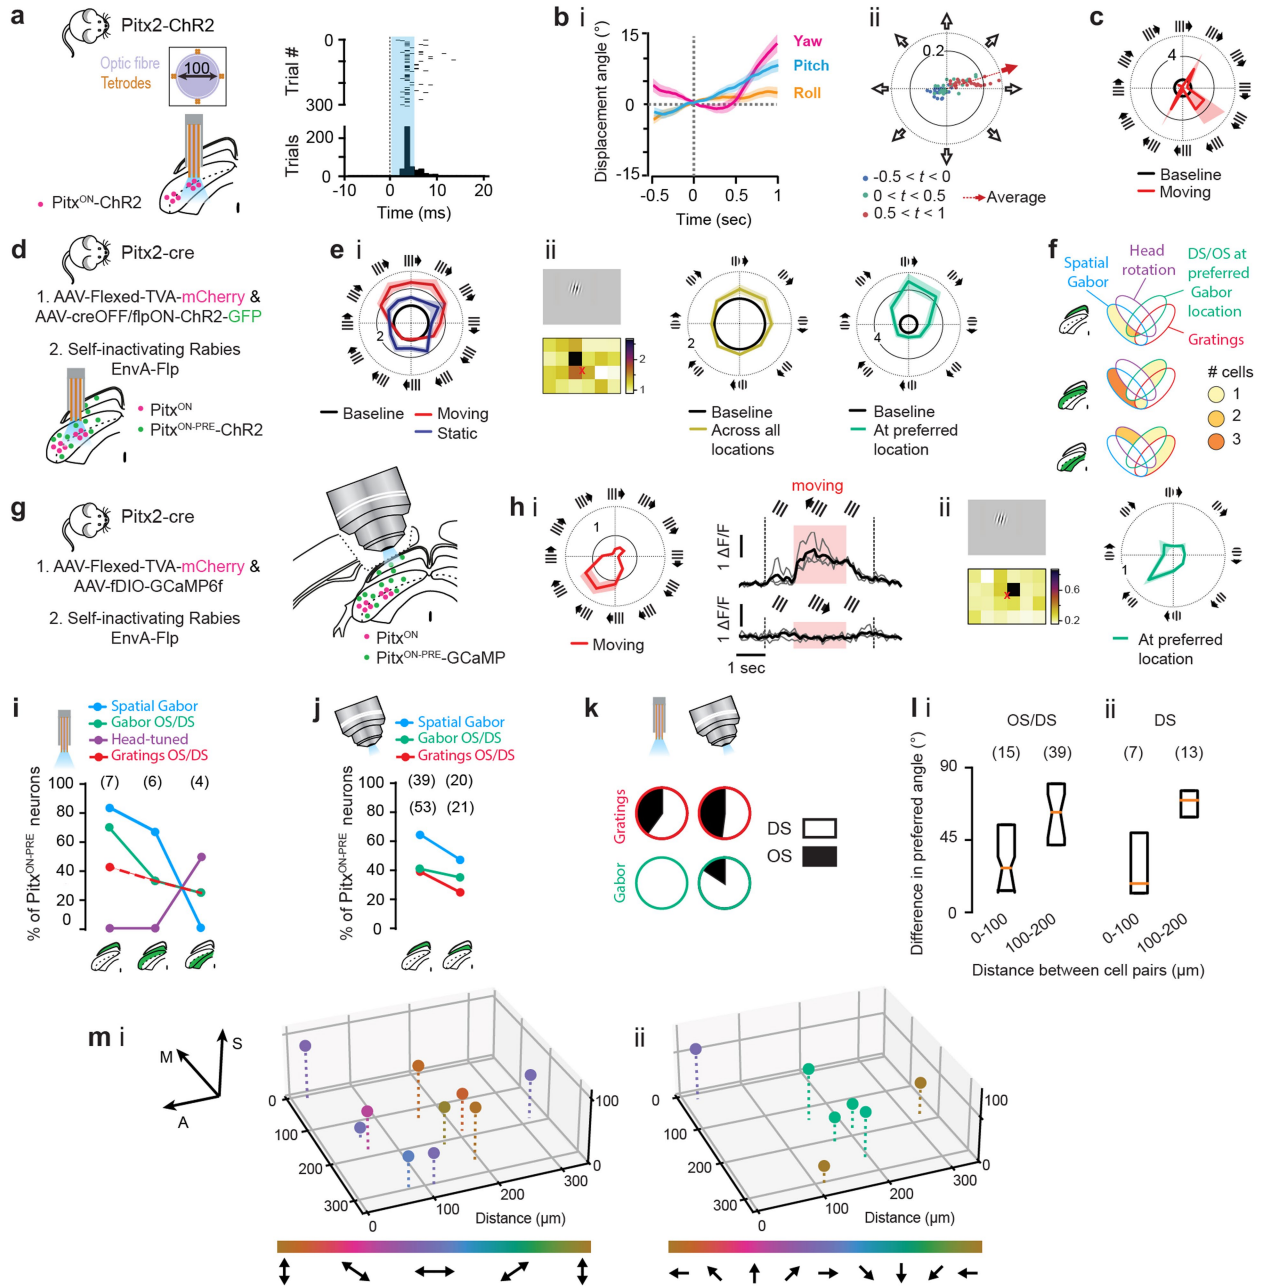 a
Pitx2-ChR2
Optic fibre
Tetrodes
100
Pitx^ON-ChR2
Trial #
0
300
Trials
200
100
0
-10 0 10 20
Time (ms)
b i
Displacement angle (°)
15
0
-15
-0.5 0 0.5 1
Time (sec)
Yaw
Pitch
Roll
ii
0.2
-0.5 < t < 0
0 < t < 0.5
0.5 < t < 1
Average
c
4
Baseline
Moving
d
Pitx2-cre
1. AAV-Flexed-TVA-mCherry &
AAV-creOFF/flpON-ChR2-GFP
2. Self-inactivating Rabies
EnvA-Flp
Pitx^ON
Pitx^ON-PRE-ChR2
e i
2
Baseline
Moving
Static
ii
x
2
1
2
Baseline
Across all
locations
4
Baseline
At preferred
location
f
Spatial
Gabor
Head
rotation
DS/OS at
preferred
Gabor
location
Gratings
# cells
1
2
3
g
Pitx2-cre
1. AAV-Flexed-TVA-mCherry &
AAV-fDIO-GCaMP6f
2. Self-inactivating Rabies
EnvA-Flp
Pitx^ON
Pitx^ON-PRE-GCaMP
h i
1
Moving
moving
1 ΔF/F
1 ΔF/F
1 sec
ii
x
0.6
0.2
1
At preferred
location
i
Spatial Gabor
Gabor OS/DS
Head-tuned
Gratings OS/DS
% of Pitx^ON-PRE neurons
100
80
60
40
20
0
(7) (6) (4)
j
Spatial Gabor
Gabor OS/DS
Gratings OS/DS
% of Pitx^ON-PRE neurons
100
80
60
40
20
0
(39) (20)
(53) (21)
k
Gratings
Gabor
DS
OS
l i
OS/DS
(15) (39)
Difference in preferred angle (°)
90
45
0
0-100
100-200
ii
DS
(7) (13)
0-100
100-200
Distance between cell pairs (µm)
m i
M
S
A
0
100
200
300
0
100
200
300
0
100
Distance (µm)
ii
0
100
200
300
0
100
200
300
0
100
Distance (µm)